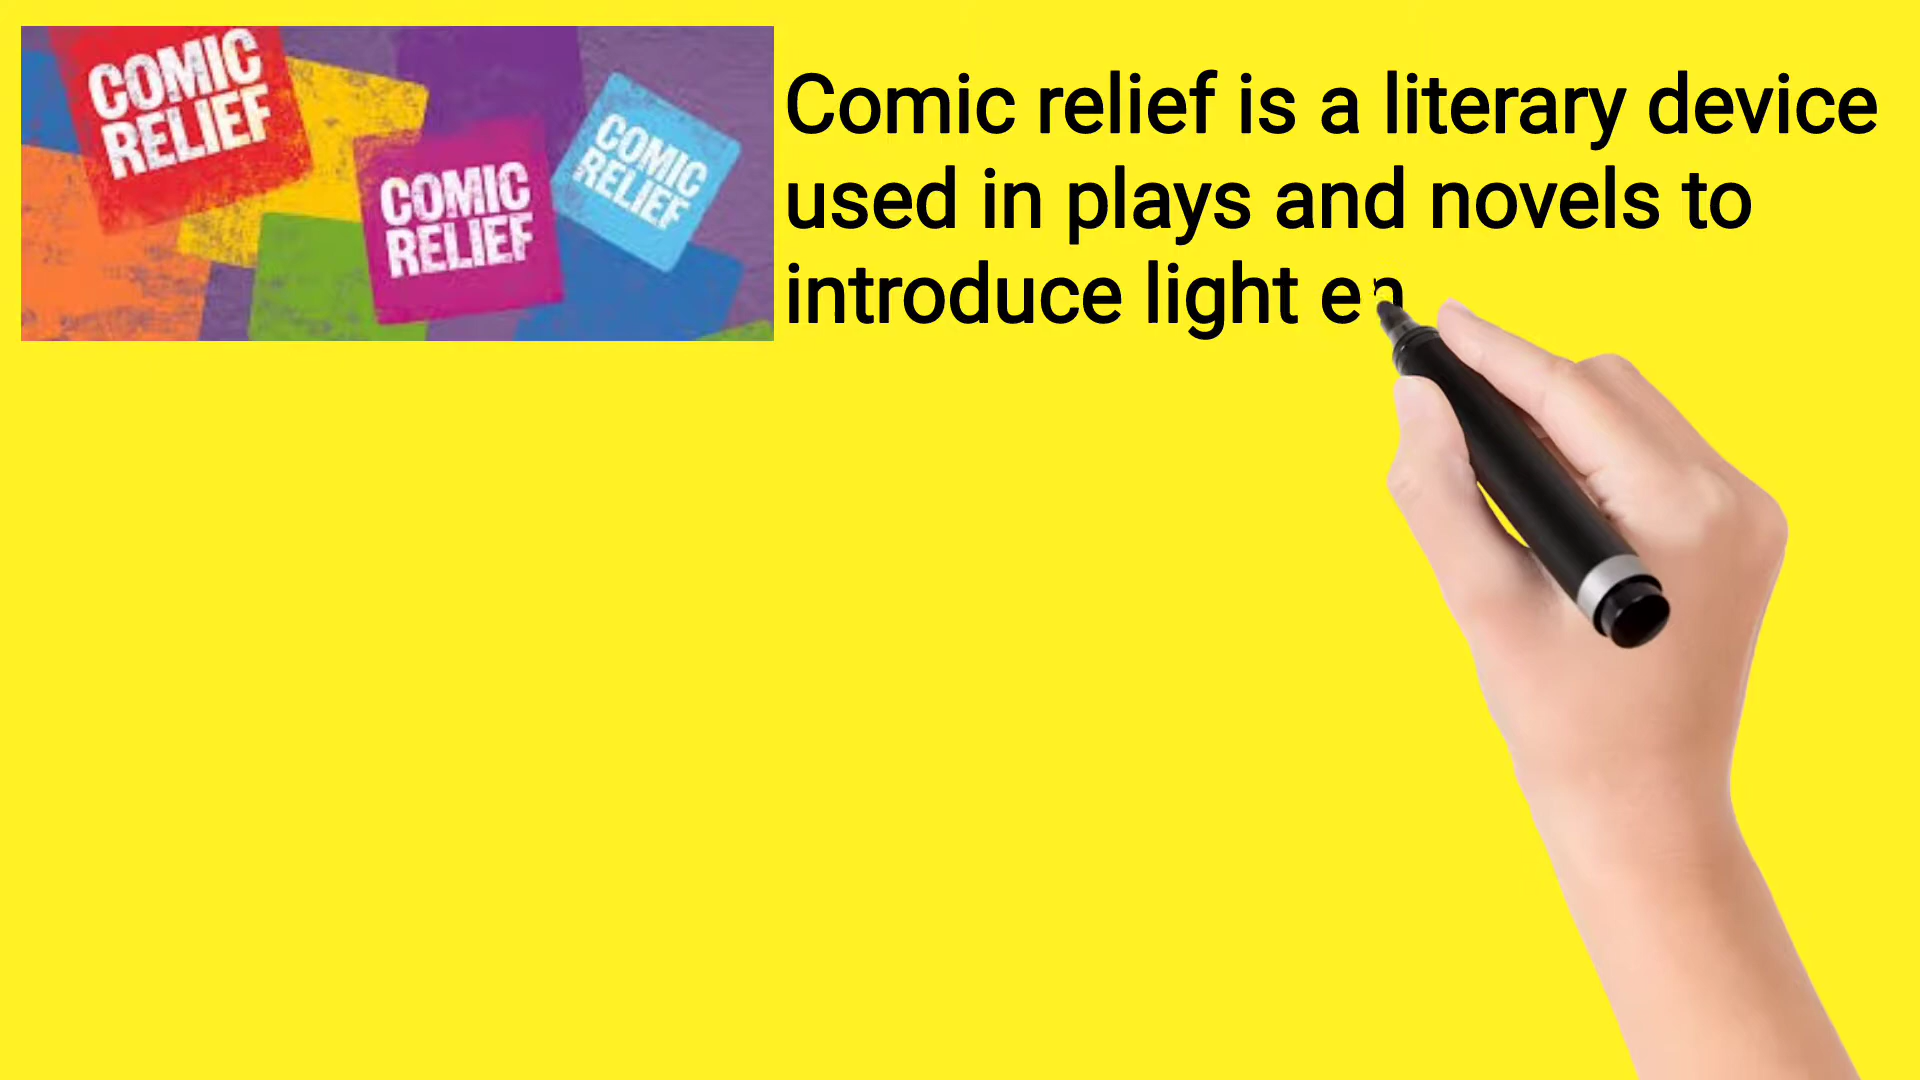 COMIC
RELIEF
COMIC
RELIEF
COMIC
RELIEF
Comic relief is a literary device
used in plays and novels to
introduce light en